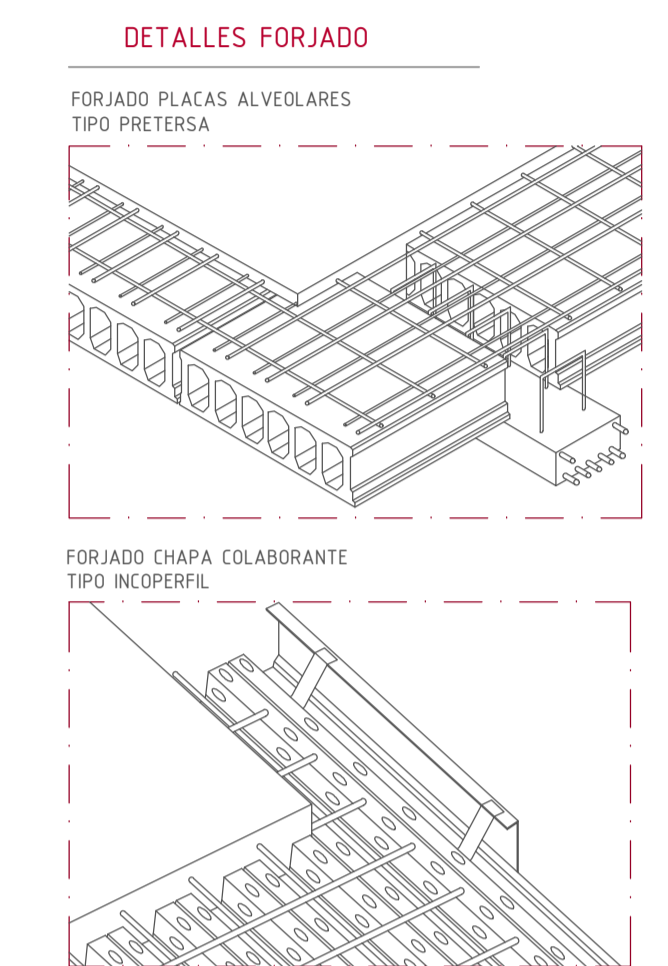 DETALLES FORJADO
FORJADO PLACAS ALVEOLARES
TIPO PRETERSA
FORJADO CHAPA COLABORANTE
TIPO INCOPERFIL